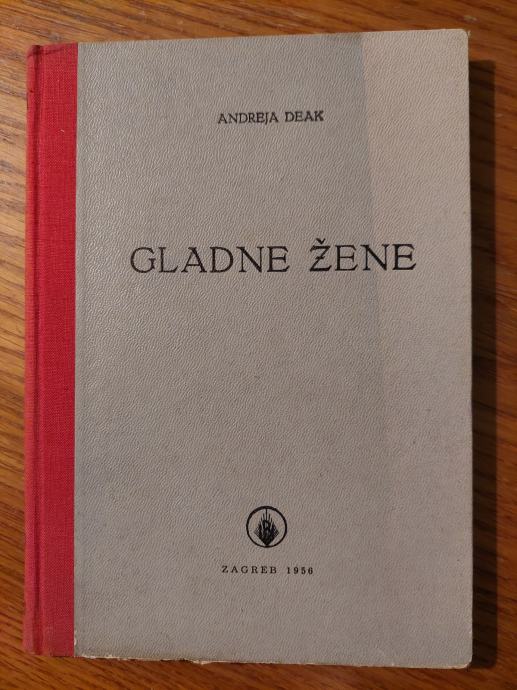 ANDREJA DEAK
GLADNE ŽENE
ZAGREB 1956